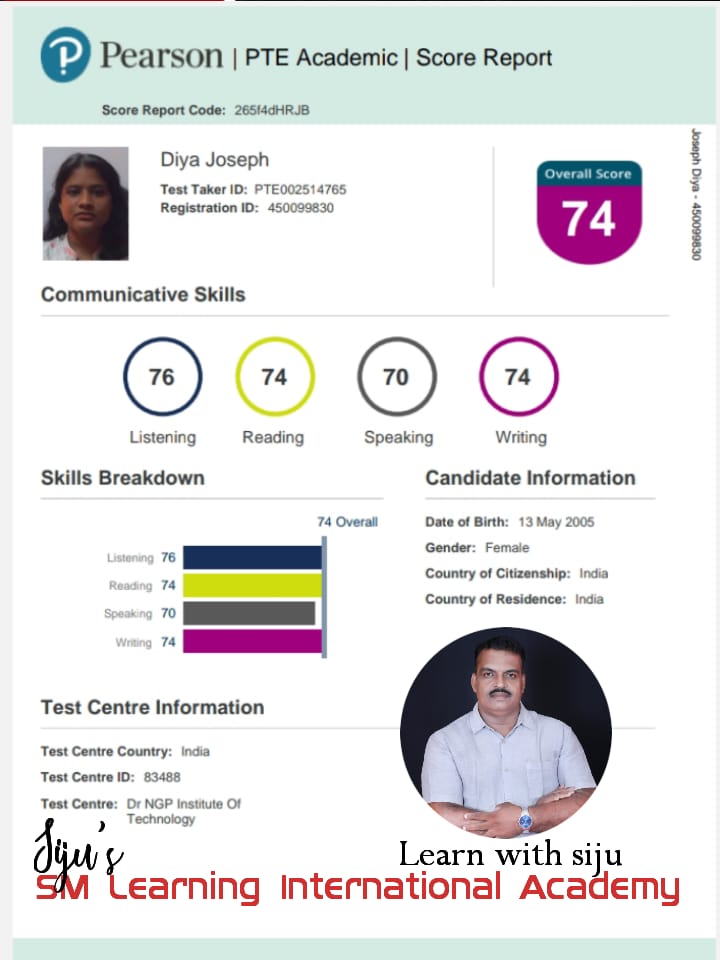 Pearson | PTE Academic | Score Report
Score Report Code: 265f4dHRJB
Diya Joseph
Test Taker ID: PTE002514765
Registration ID: 450099830
Overall Score
74
Joseph Diya - 450099830
Communicative Skills
76
74
70
74
Listening
Reading
Speaking
Writing
Skills Breakdown
74 Overall
Listening 76
Reading 74
Speaking 70
Writing 74
Candidate Information
Date of Birth: 13 May 2005
Gender: Female
Country of Citizenship: India
Country of Residence: India
Test Centre Information
Test Centre Country: India
Test Centre ID: 83488
Test Centre: Dr NGP Institute Of
Technology
Siju's
Learn with siju
SM Learning International Academy